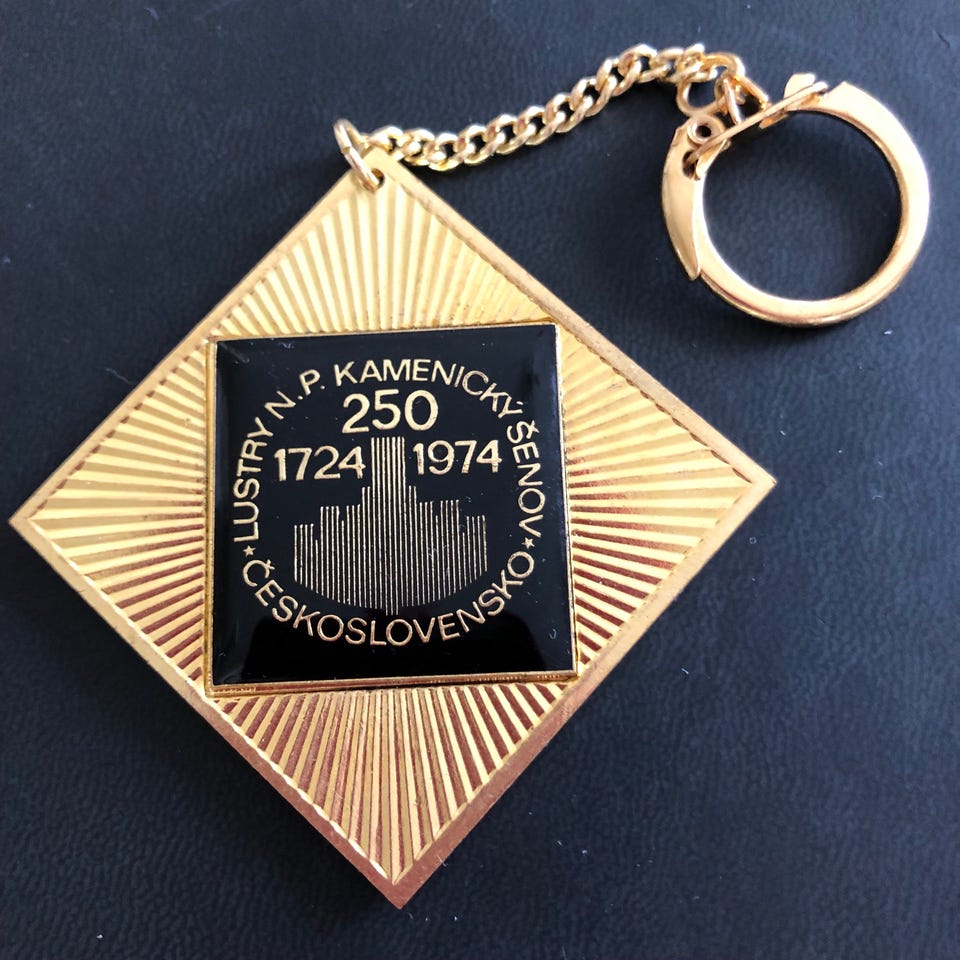 LUSTRY N.P. KAMENICKÝ ŠENOV
250
1724 1974
★ČESKOSLOVENSKO★